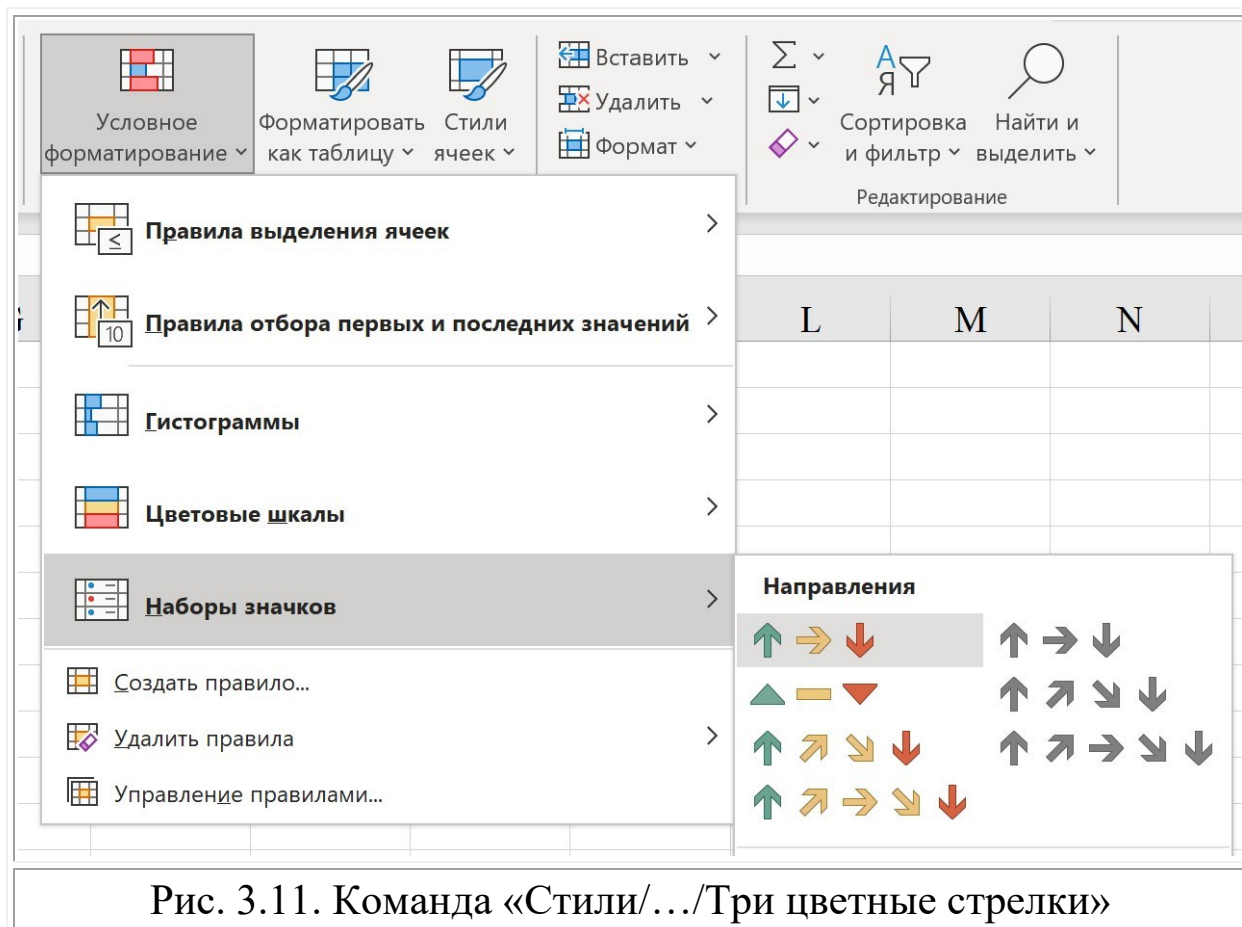 Вставить
Удалить
Формат
Условное
форматирование
Форматировать
как таблицу
Стили
ячеек
Сортировка
и фильтр
Найти и
выделить
Редактирование
Правила выделения ячеек
Правила отбора первых и последних значений
Гистограммы
Цветовые шкалы
Наборы значков
Создать правило...
Удалить правила
Управление правилами...
L M N
Направления
Рис. 3.11. Команда «Стили/…/Три цветные стрелки»